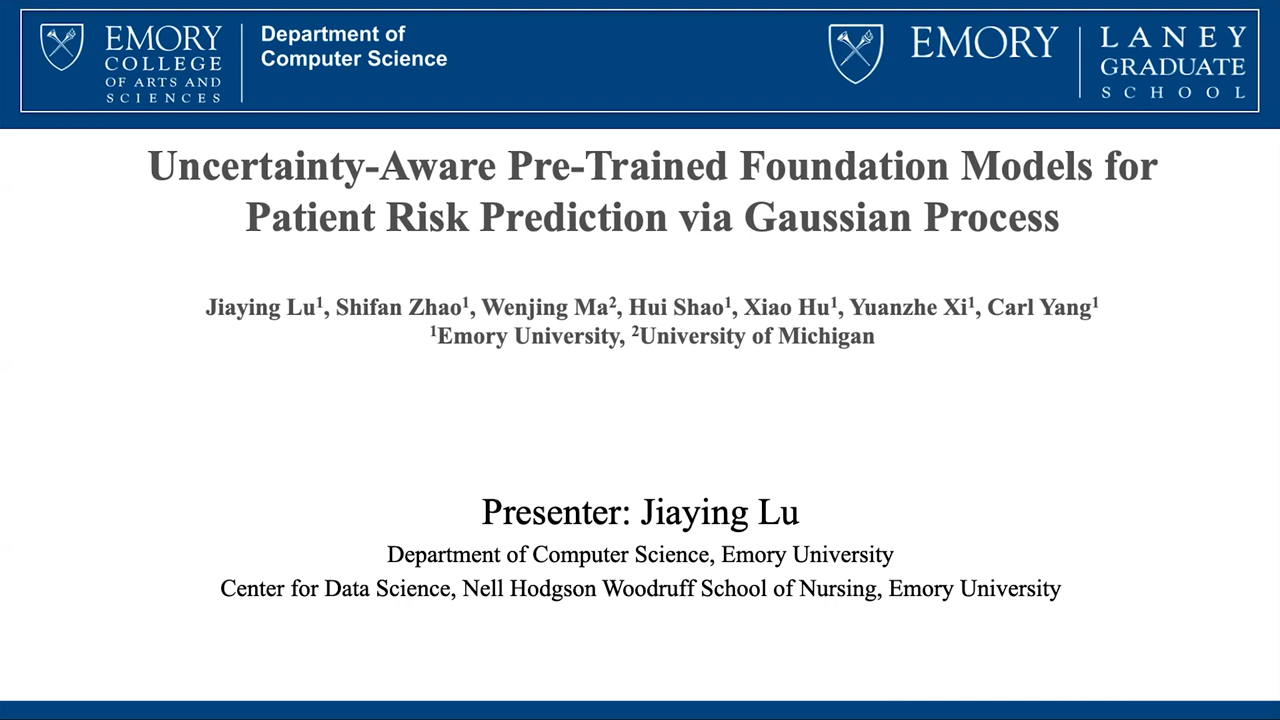 EMORY
COLLEGE
OF ARTS AND
SCIENCES
Department of
Computer Science
EMORY
LANEY
GRADUATE
SCHOOL
Uncertainty-Aware Pre-Trained Foundation Models for
Patient Risk Prediction via Gaussian Process
Jiaying Lu¹, Shifan Zhao¹, Wenjing Ma², Hui Shao¹, Xiao Hu¹, Yuanzhe Xi¹, Carl Yang¹
¹Emory University, ²University of Michigan
Presenter: Jiaying Lu
Department of Computer Science, Emory University
Center for Data Science, Nell Hodgson Woodruff School of Nursing, Emory University